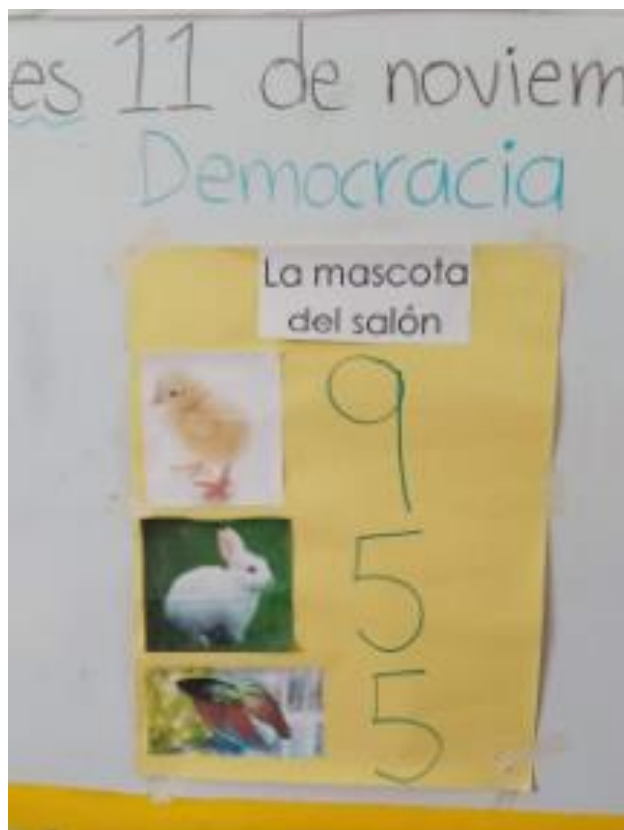 es 11 de noviem
Democracia
La mascota
del salón
9
5
5